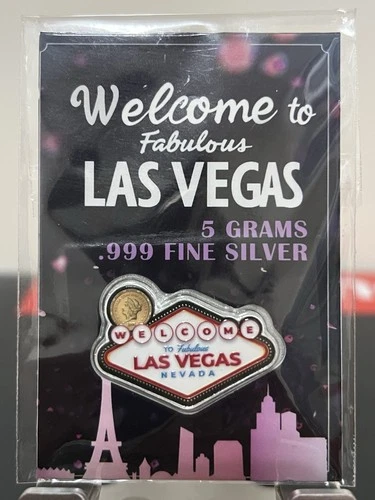 Welcome to
Fabulous
LAS VEGAS
5 GRAMS
.999 FINE SILVER
WELCOME
TO Fabulous
LAS VEGAS
NEVADA